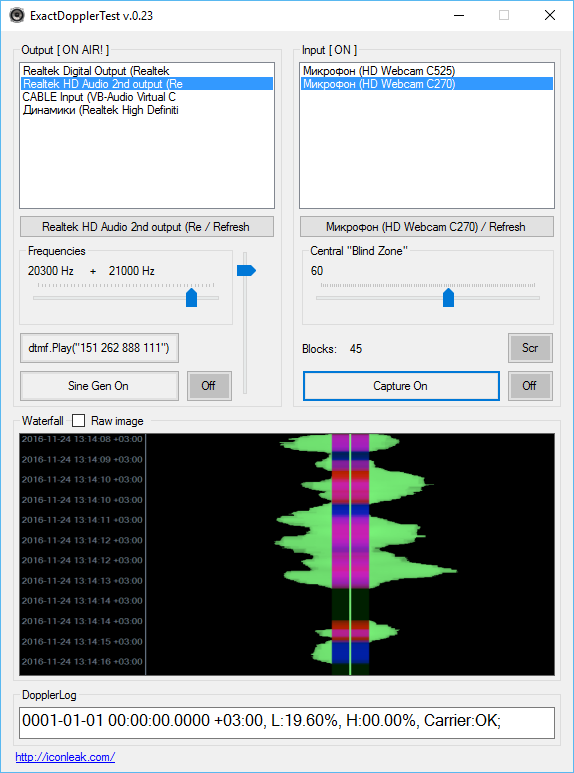 ExactDopplerTest v.0.23
Output [ ON AIR! ]
Realtek Digital Output (Realtek
Realtek HD Audio 2nd output (Re
CABLE Input (VB-Audio Virtual C
Динамики (Realtek High Definiti
Realtek HD Audio 2nd output (Re / Refresh
Frequencies
20300 Hz + 21000 Hz
dtmf.Play("151 262 888 111")
Sine Gen On
Off
Input [ ON ]
Микрофон (HD Webcam C525)
Микрофон (HD Webcam C270)
Микрофон (HD Webcam C270) / Refresh
Central "Blind Zone"
60
Blocks: 45
Scr
Capture On
Off
Waterfall
Raw image
2016-11-24 13:14:08 +03:00
2016-11-24 13:14:09 +03:00
2016-11-24 13:14:10 +03:00
2016-11-24 13:14:10 +03:00
2016-11-24 13:14:11 +03:00
2016-11-24 13:14:12 +03:00
2016-11-24 13:14:12 +03:00
2016-11-24 13:14:13 +03:00
2016-11-24 13:14:14 +03:00
2016-11-24 13:14:14 +03:00
2016-11-24 13:14:15 +03:00
2016-11-24 13:14:16 +03:00
DopplerLog
0001-01-01 00:00:00.0000 +03:00, L:19.60%, H:00.00%, Carrier:OK;
http://iconleak.com/